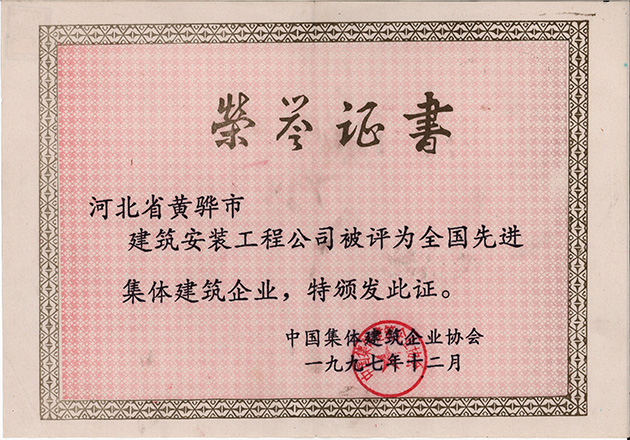 荣誉证书
河北省黄骅市
建筑安装工程公司被评为全国先进
集体建筑企业，特颁发此证。
中国集体建筑企业协会
一九九七年十二月